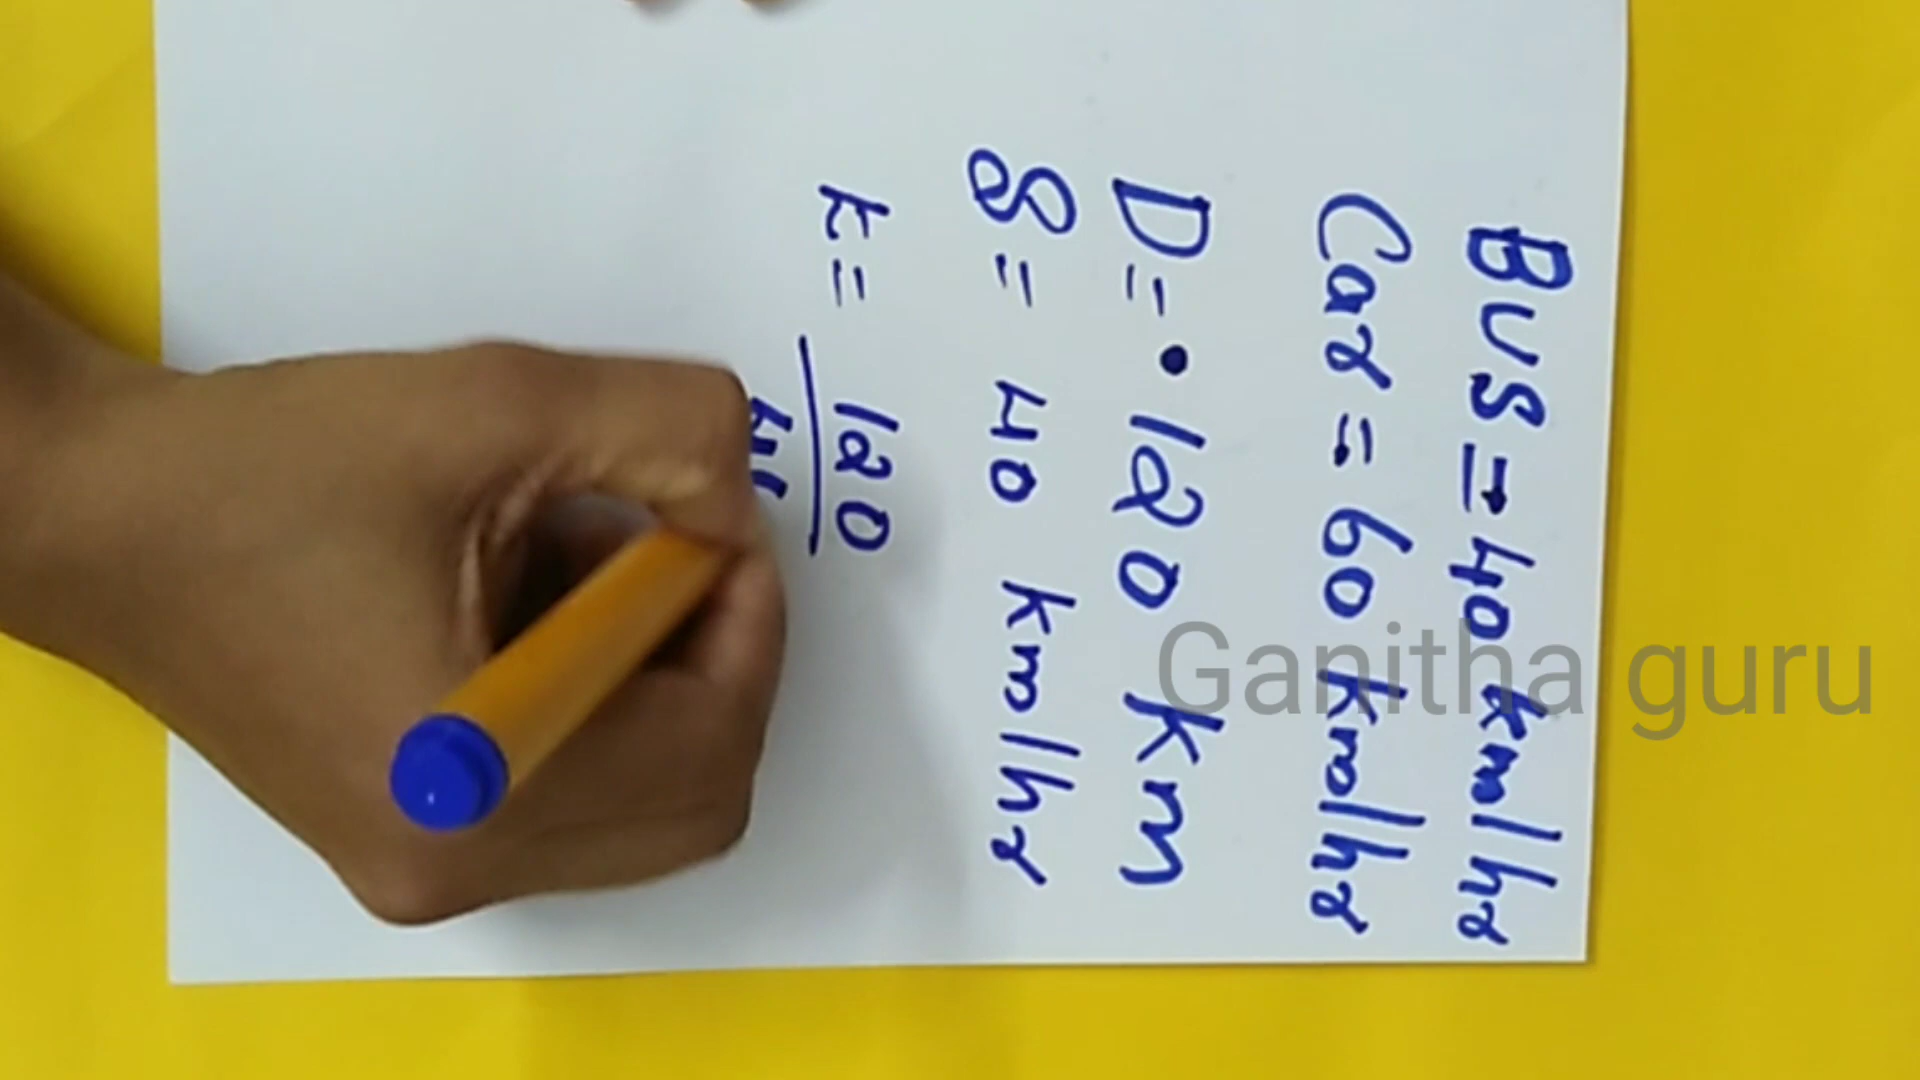 BUS = 40 km/hr
Car = 60 km/hr
D = 120 km
S = 40 km/hr
t = 120
Ganitha guru